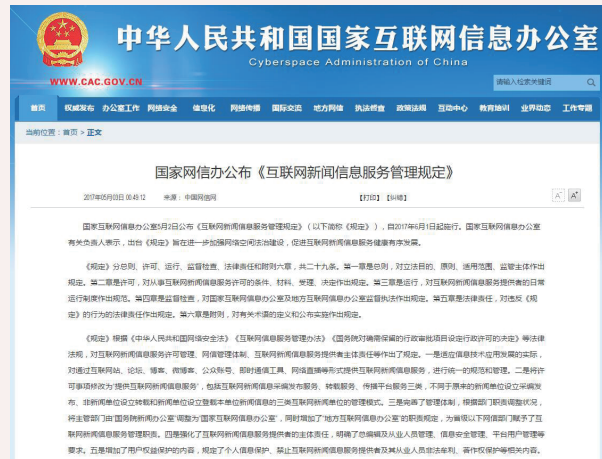 中华人民共和国国家互联网信息办公室
Cyberspace Administration of China
WWW.CAC.GOV.CN
请输入检索关键词
首页 权威发布 办公室工作 网络安全 信息化 网络传播 国际交流 地方网信 执法督查 政策法规 互动中心 教育培训 业界动态 工作专题
当前位置：首页 > 正文
国家网信办公布《互联网新闻信息服务管理规定》
2017年05月03日 00:49:12 来源：中国网信网 【打印】【纠错】 A- A+
国家互联网信息办公室5月2日公布《互联网新闻信息服务管理规定》（以下简称《规定》），自2017年6月1日起施行。国家互联网信息办公室
有关负责人表示，出台《规定》旨在进一步加强网络空间法治建设，促进互联网新闻信息服务健康有序发展。
《规定》分总则、许可、运行、监督检查、法律责任和附则六章，共二十九条。第一章是总则，对立法目的、原则、适用范围、监管主体作出
规定。第二章是许可，对从事互联网新闻信息服务许可的条件、材料、受理、决定作出规定。第三章是运行，对互联网新闻信息服务提供者的日常
运行制度作出规范。第四章是监督检查，对国家互联网信息办公室及地方互联网信息办公室监督执法作出规定。第五章是法律责任，对违反《规
定》的行为的法律责任作出规定。第六章是附则，对有关术语的定义和公布实施作出规定。
《规定》根据《中华人民共和国网络安全法》《互联网信息服务管理办法》《国务院对确需保留的行政审批项目设定行政许可的决定》等法律
法规，对互联网新闻信息服务许可管理、网信管理体制、互联网新闻信息服务提供者主体责任等作出了规定。一是适应信息技术应用发展的实际，
对通过互联网站、论坛、博客、微博客、公众账号、即时通信工具、网络直播等形式提供互联网新闻信息服务，进行统一的规范和管理。二是将许
可事项修改为"提供互联网新闻信息服务"，包括互联网新闻信息采编发布服务、转载服务、传播平台服务三类，不同于原来的新闻单位设立采编发
布、非新闻单位设立转载和新闻单位设立登载本单位新闻信息的三类互联网新闻单位的管理模式。三是完善了管理体制，根据部门职责调整状况，
将主管部门由"国务院新闻办公室"调整为"国家互联网信息办公室"，同时增加了"地方互联网信息办公室"的职责规定，为省级以下网信部门赋予了互
联网新闻信息服务管理职责。四是强化了互联网新闻信息服务提供者的主体责任，明确了总编辑及从业人员管理、信息安全管理、平台用户管理等
要求。五是增加了用户权益保护的内容，规定了个人信息保护、禁止互联网新闻信息服务提供者及其从业人员非法牟利、著作权保护等相关内容。